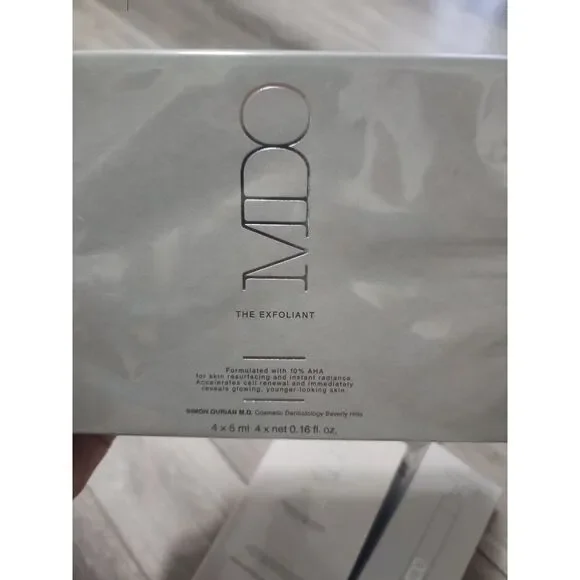 MDO
THE EXFOLIANT
Formulated with 10% AHA
for skin resurfacing and instant radiance.
Accelerates cell renewal and immediately
reveals glowing, younger-looking skin.
SIMON OURIAN M.D. Cosmetic Dermatology Beverly Hills
4 x 5 ml 4 x net 0.16 fl. oz.